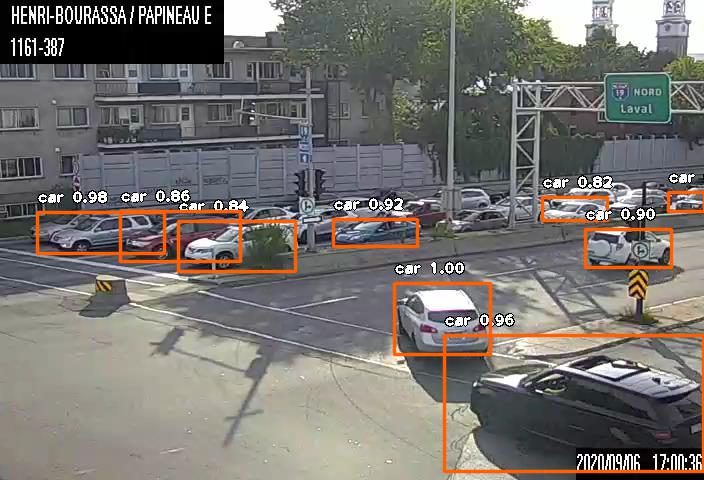 HENRI-BOURASSA / PAPINEAU E
1161-387
19 NORD
Laval
car 0.98
car 0.86
car 0.84
car 0.92
car 0.82
car
car 0.90
car 1.00
car 0.96
2020/09/06 17:00:36